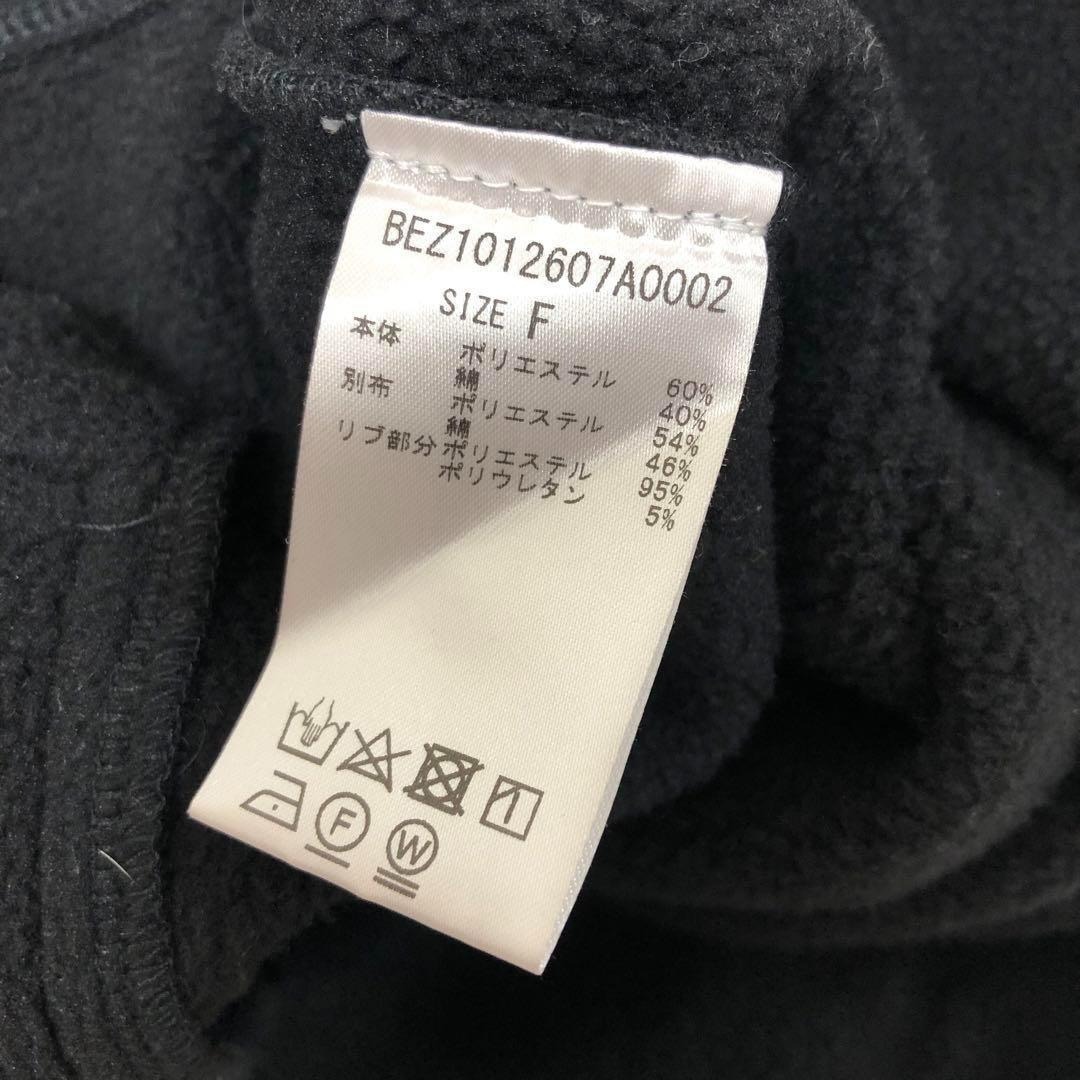 BEZ1012607A0002
SIZE F
本体 ポリエステル 60%
綿 40%
別布 ポリエステル 54%
綿 46%
リブ部分 ポリエステル 95%
ポリウレタン 5%
F
W